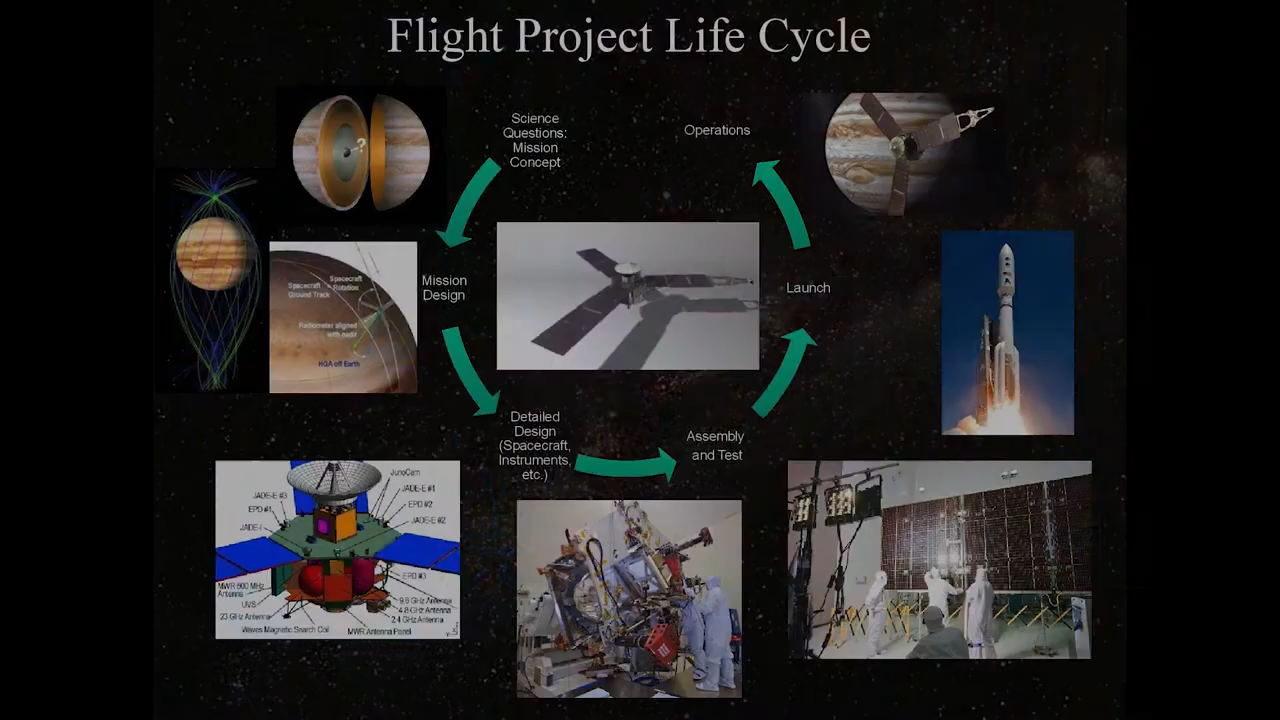 Flight Project Life Cycle
Science
Questions:
Mission
Concept
Operations
?
Mission
Design
Launch
Spacecraft
Rotation
Spacecraft
Ground Track
Radiometer aligned
with nadir
HGA off Earth
Detailed
Design
(Spacecraft,
Instruments,
etc.)
Assembly
and Test
JunoCam
JADE-E #1
JADE-E #3
EPD #2
EPD #1
JADE-E #2
JADE-I
EPD #3
MWR 600 MHz
Antenna
UVS
9.6 GHz Antenna
4.8 GHz Antenna
23 GHz Antenna
2.4 GHz Antenna
Waves Magnetic Search Coil
MWR Antenna Panel